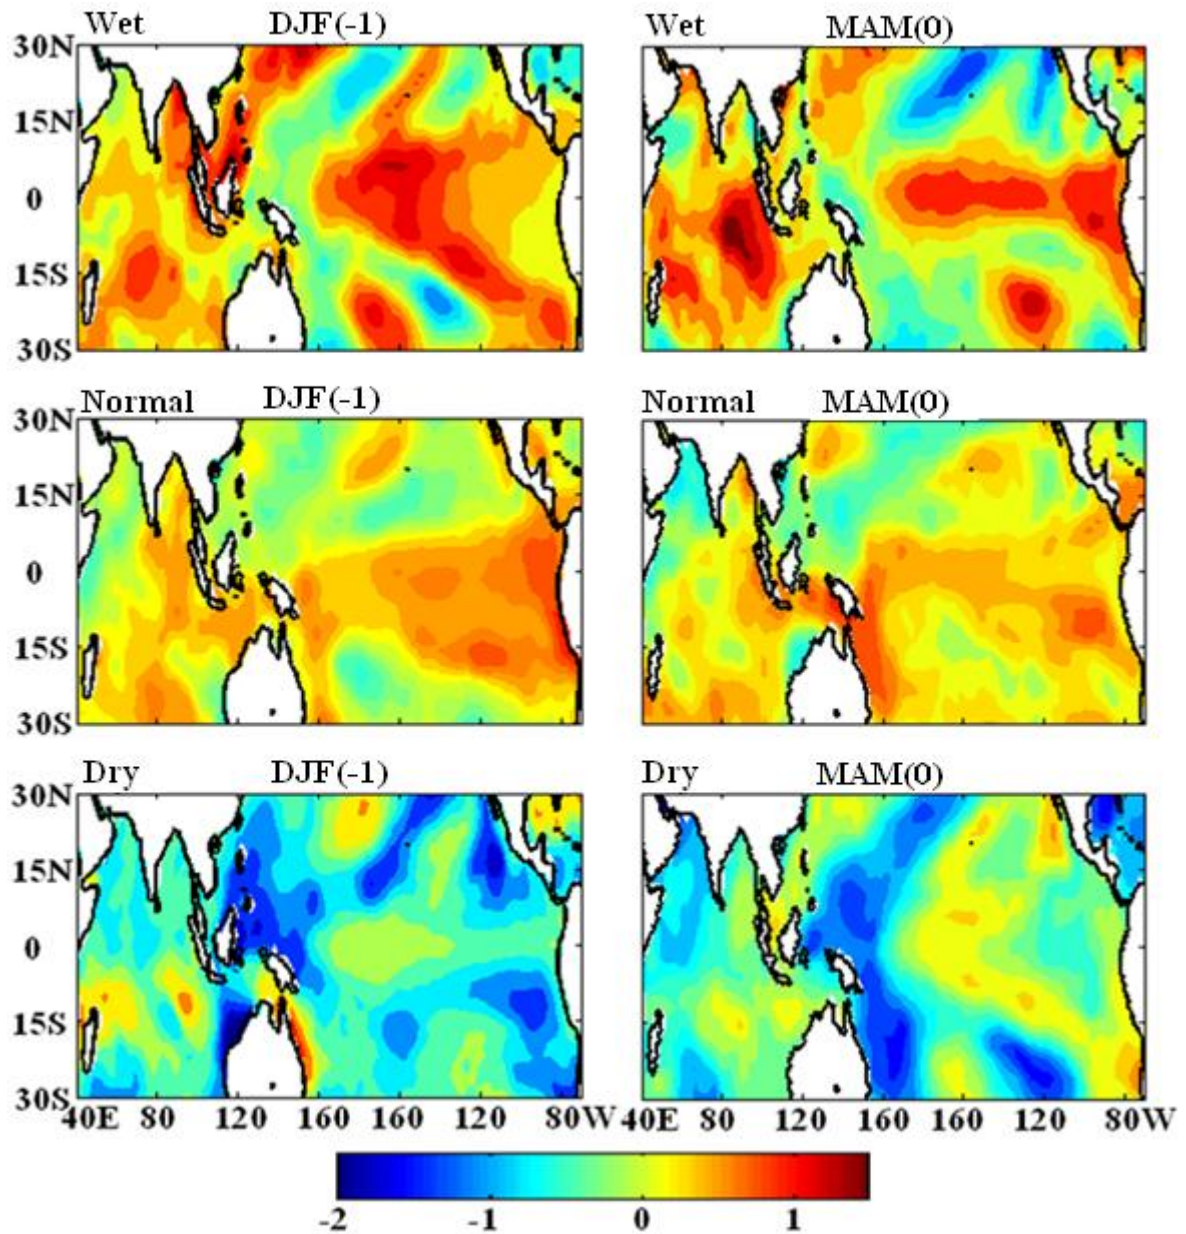 Wet DJF(-1) Wet MAM(0)
30N
15N
0
15S
30S
Normal DJF(-1) Normal MAM(0)
30N
15N
0
15S
30S
Dry DJF(-1) Dry MAM(0)
30N
15N
0
15S
30S
40E 80 120 160 160 120 80W 40E 80 120 160 160 120 80W
-2 -1 0 1